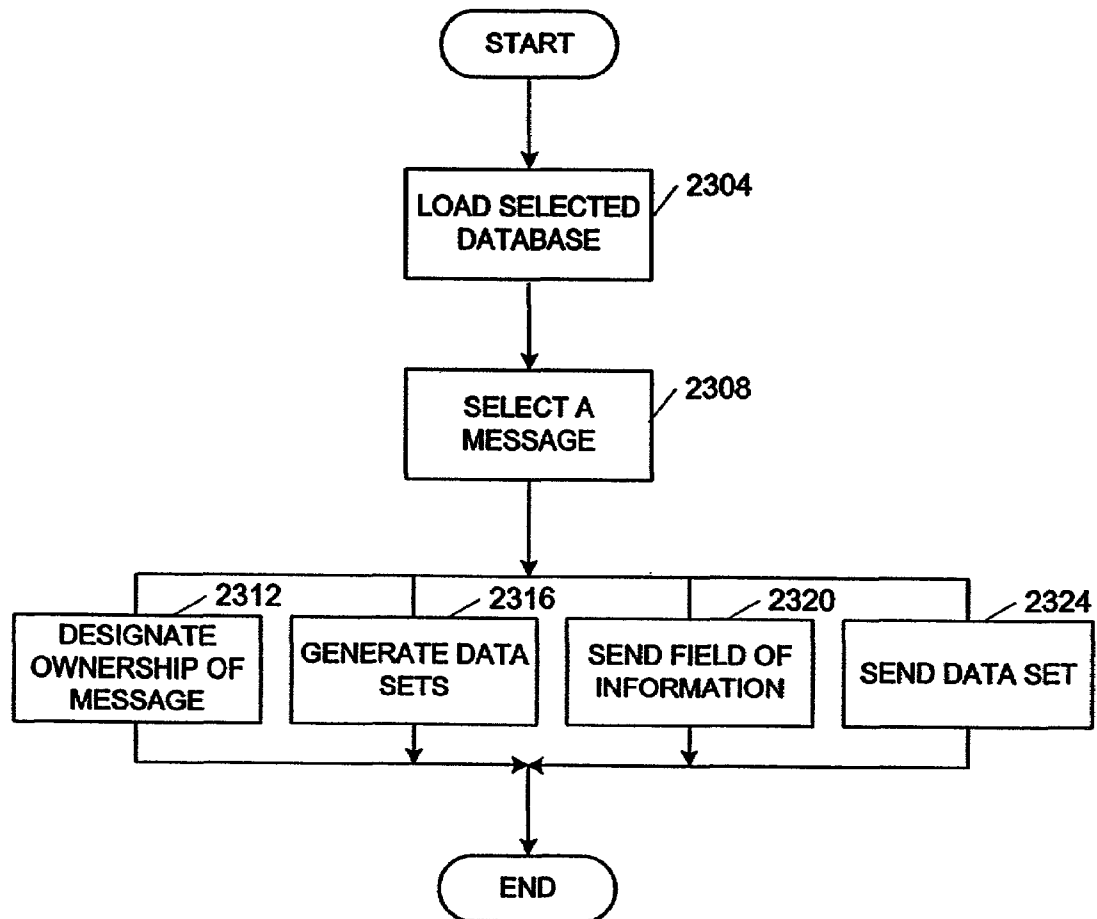 START
LOAD SELECTED
DATABASE
2304
SELECT A
MESSAGE
2308
2312
DESIGNATE
OWNERSHIP OF
MESSAGE
2316
GENERATE DATA
SETS
2320
SEND FIELD OF
INFORMATION
2324
SEND DATA SET
END